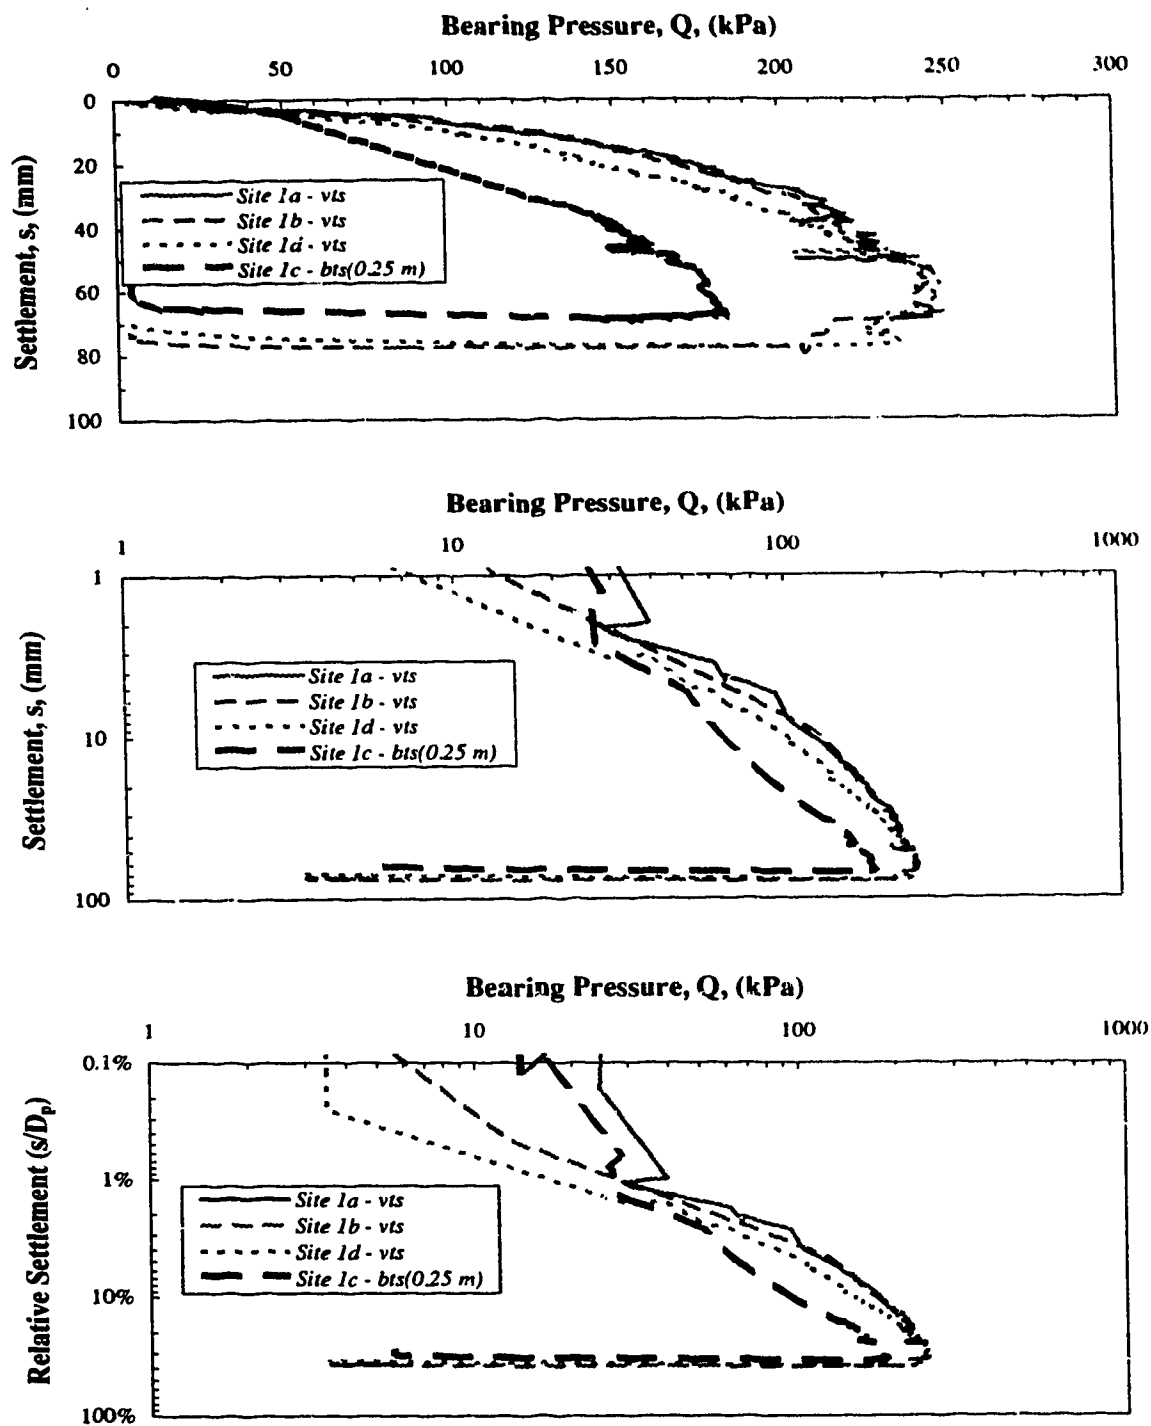 Bearing Pressure, Q, (kPa)
0 50 100 150 200 250 300
0
20
40
60
80
100
Settlement, s, (mm)
Site 1a - vts
Site 1b - vts
Site 1d - vts
Site 1c - bts(0.25 m)
Bearing Pressure, Q, (kPa)
1 10 100 1000
1
10
100
Settlement, s, (mm)
Site 1a - vts
Site 1b - vts
Site 1d - vts
Site 1c - bts(0.25 m)
Bearing Pressure, Q, (kPa)
1 10 100 1000
0.1%
1%
10%
100%
Relative Settlement (s/Dp)
Site 1a - vts
Site 1b - vts
Site 1d - vts
Site 1c - bts(0.25 m)